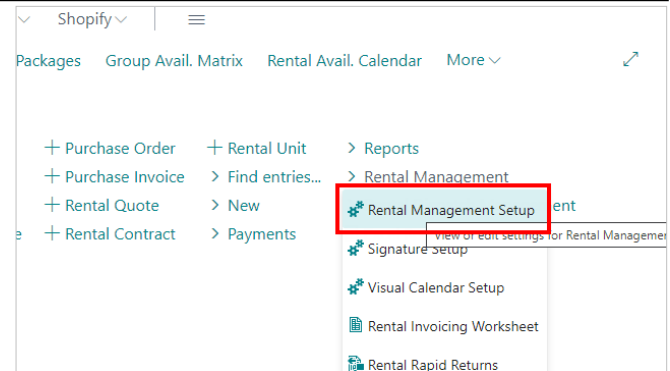 Shopify
Packages Group Avail. Matrix Rental Avail. Calendar More
+ Purchase Order + Rental Unit > Reports
+ Purchase Invoice > Find entries... > Rental Management
+ Rental Quote > New Rental Management Setup ent
e + Rental Contract > Payments View or edit settings for Rental Managemen
Signature Setup
Visual Calendar Setup
Rental Invoicing Worksheet
Rental Rapid Returns